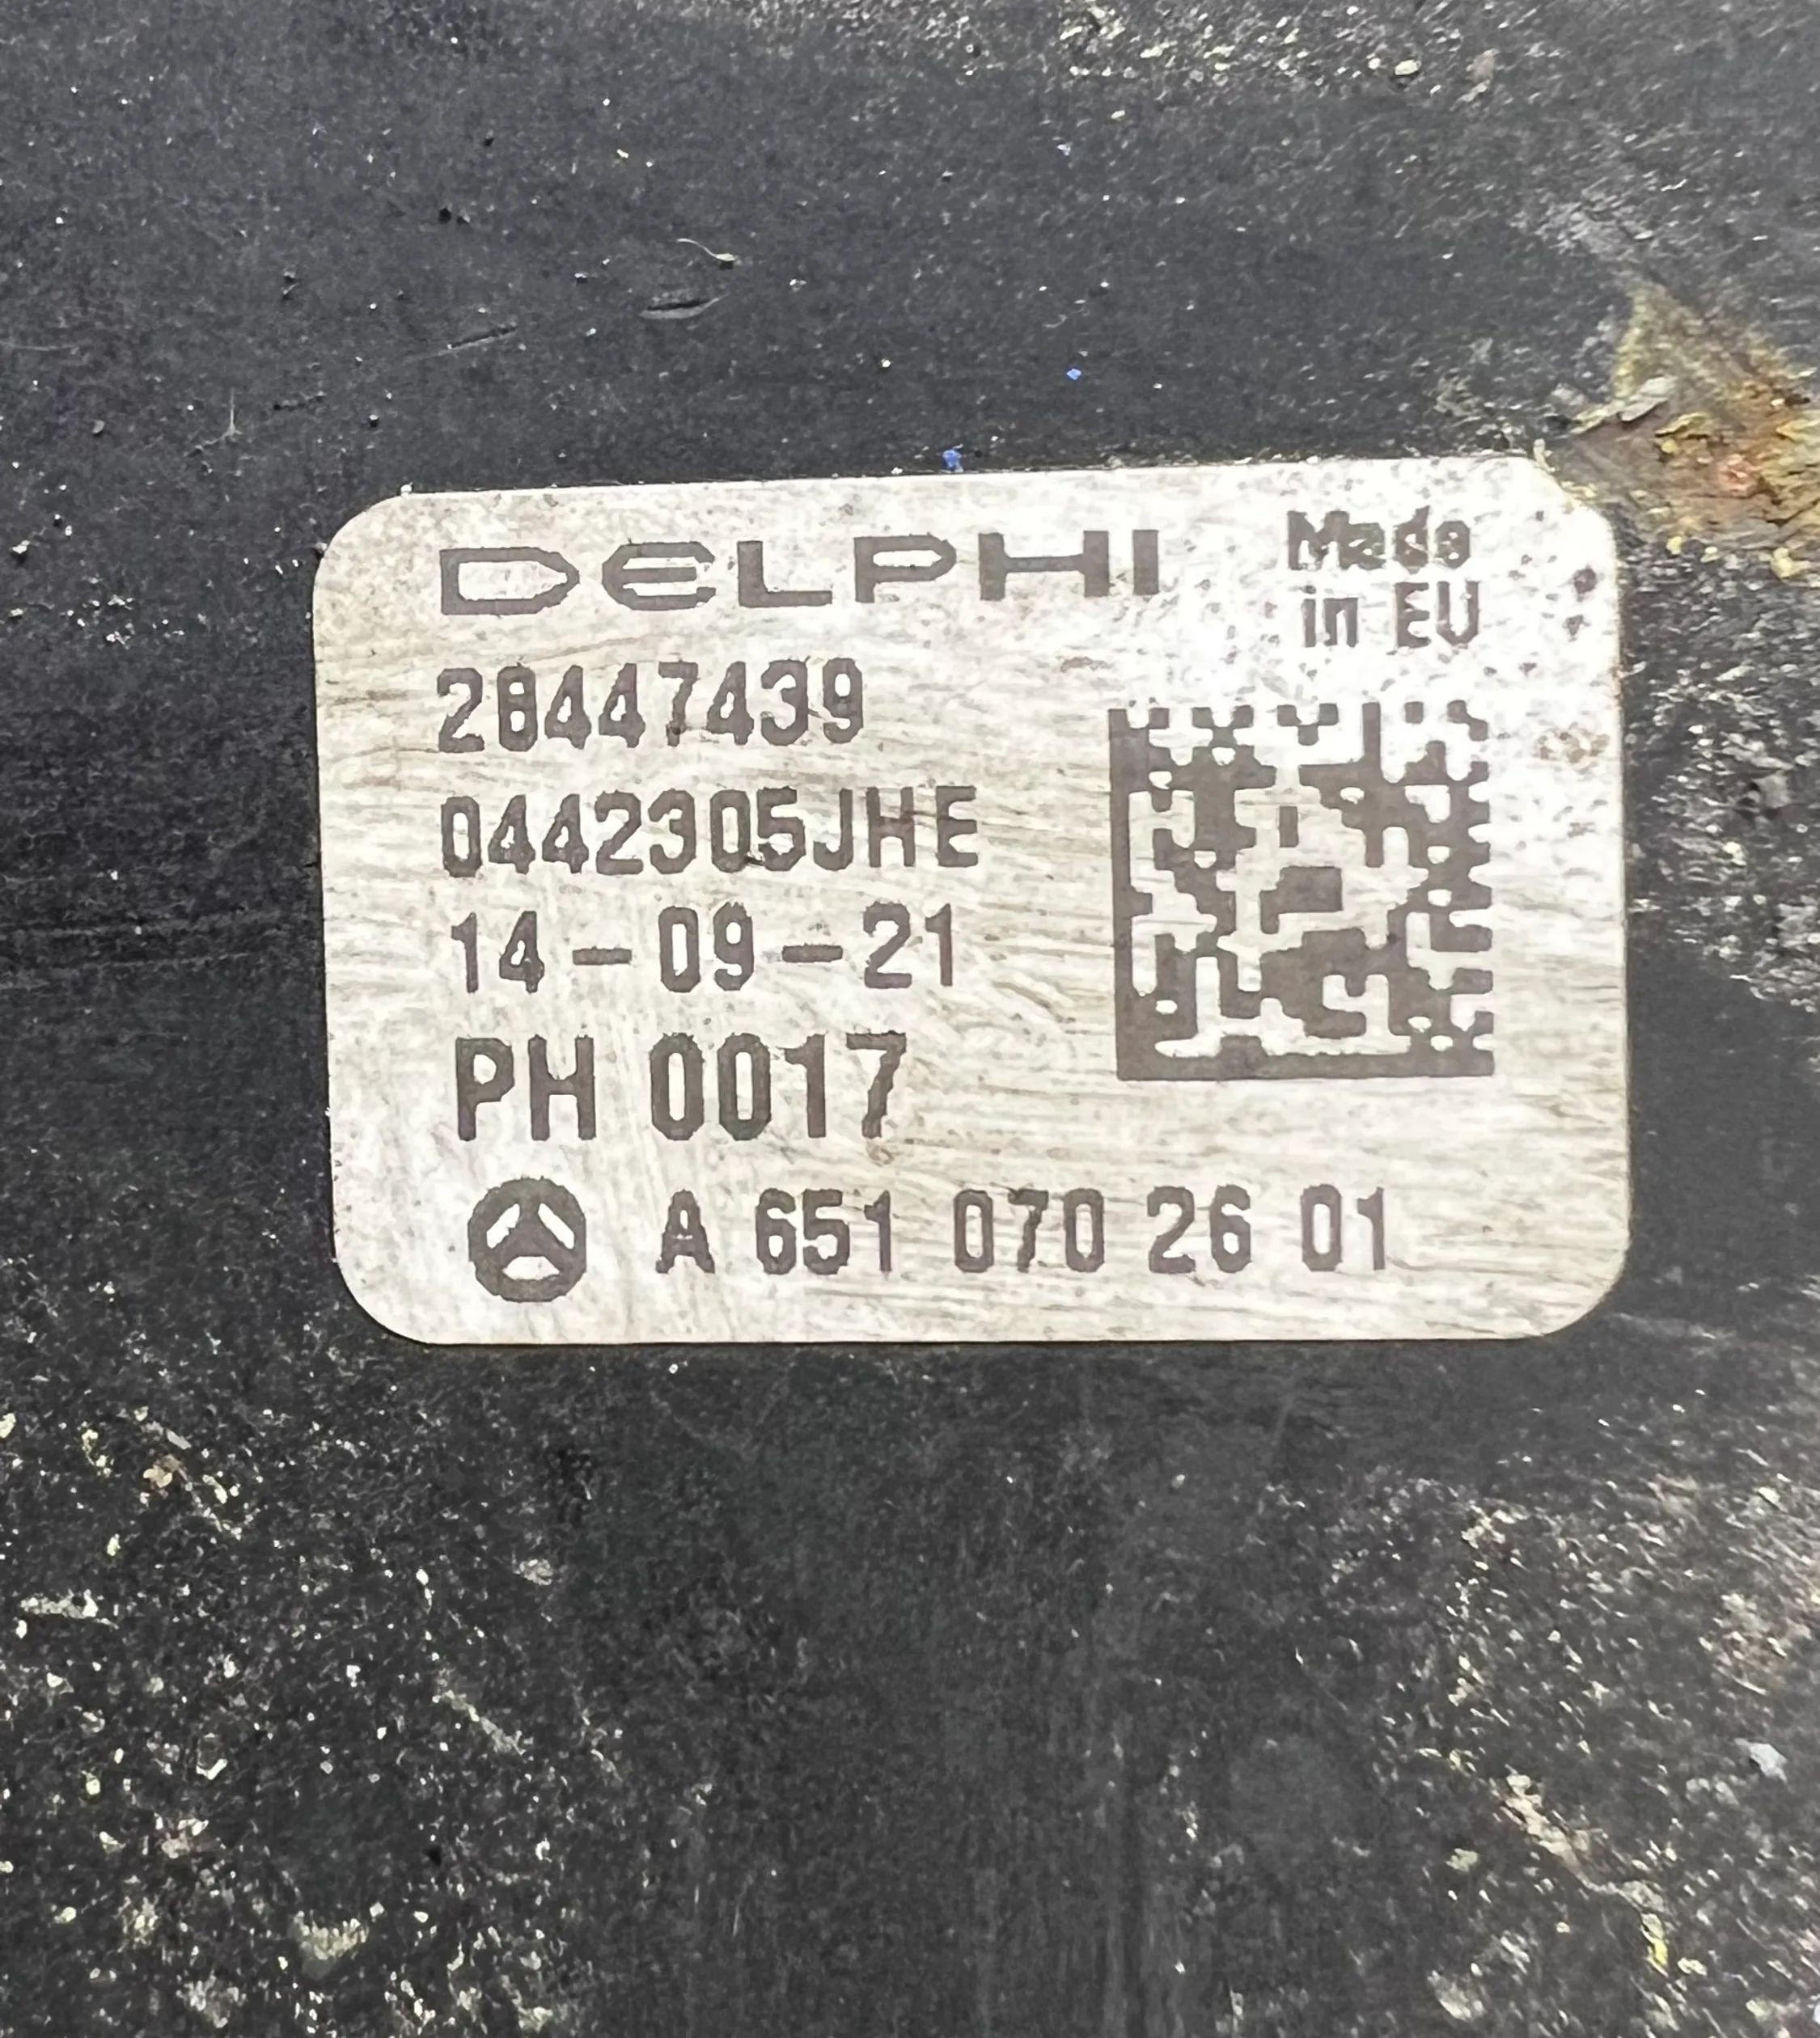 DELPHI
Made
in EU
28447439
0442305JHE
14-09-21
PH 0017
A 651 070 26 01